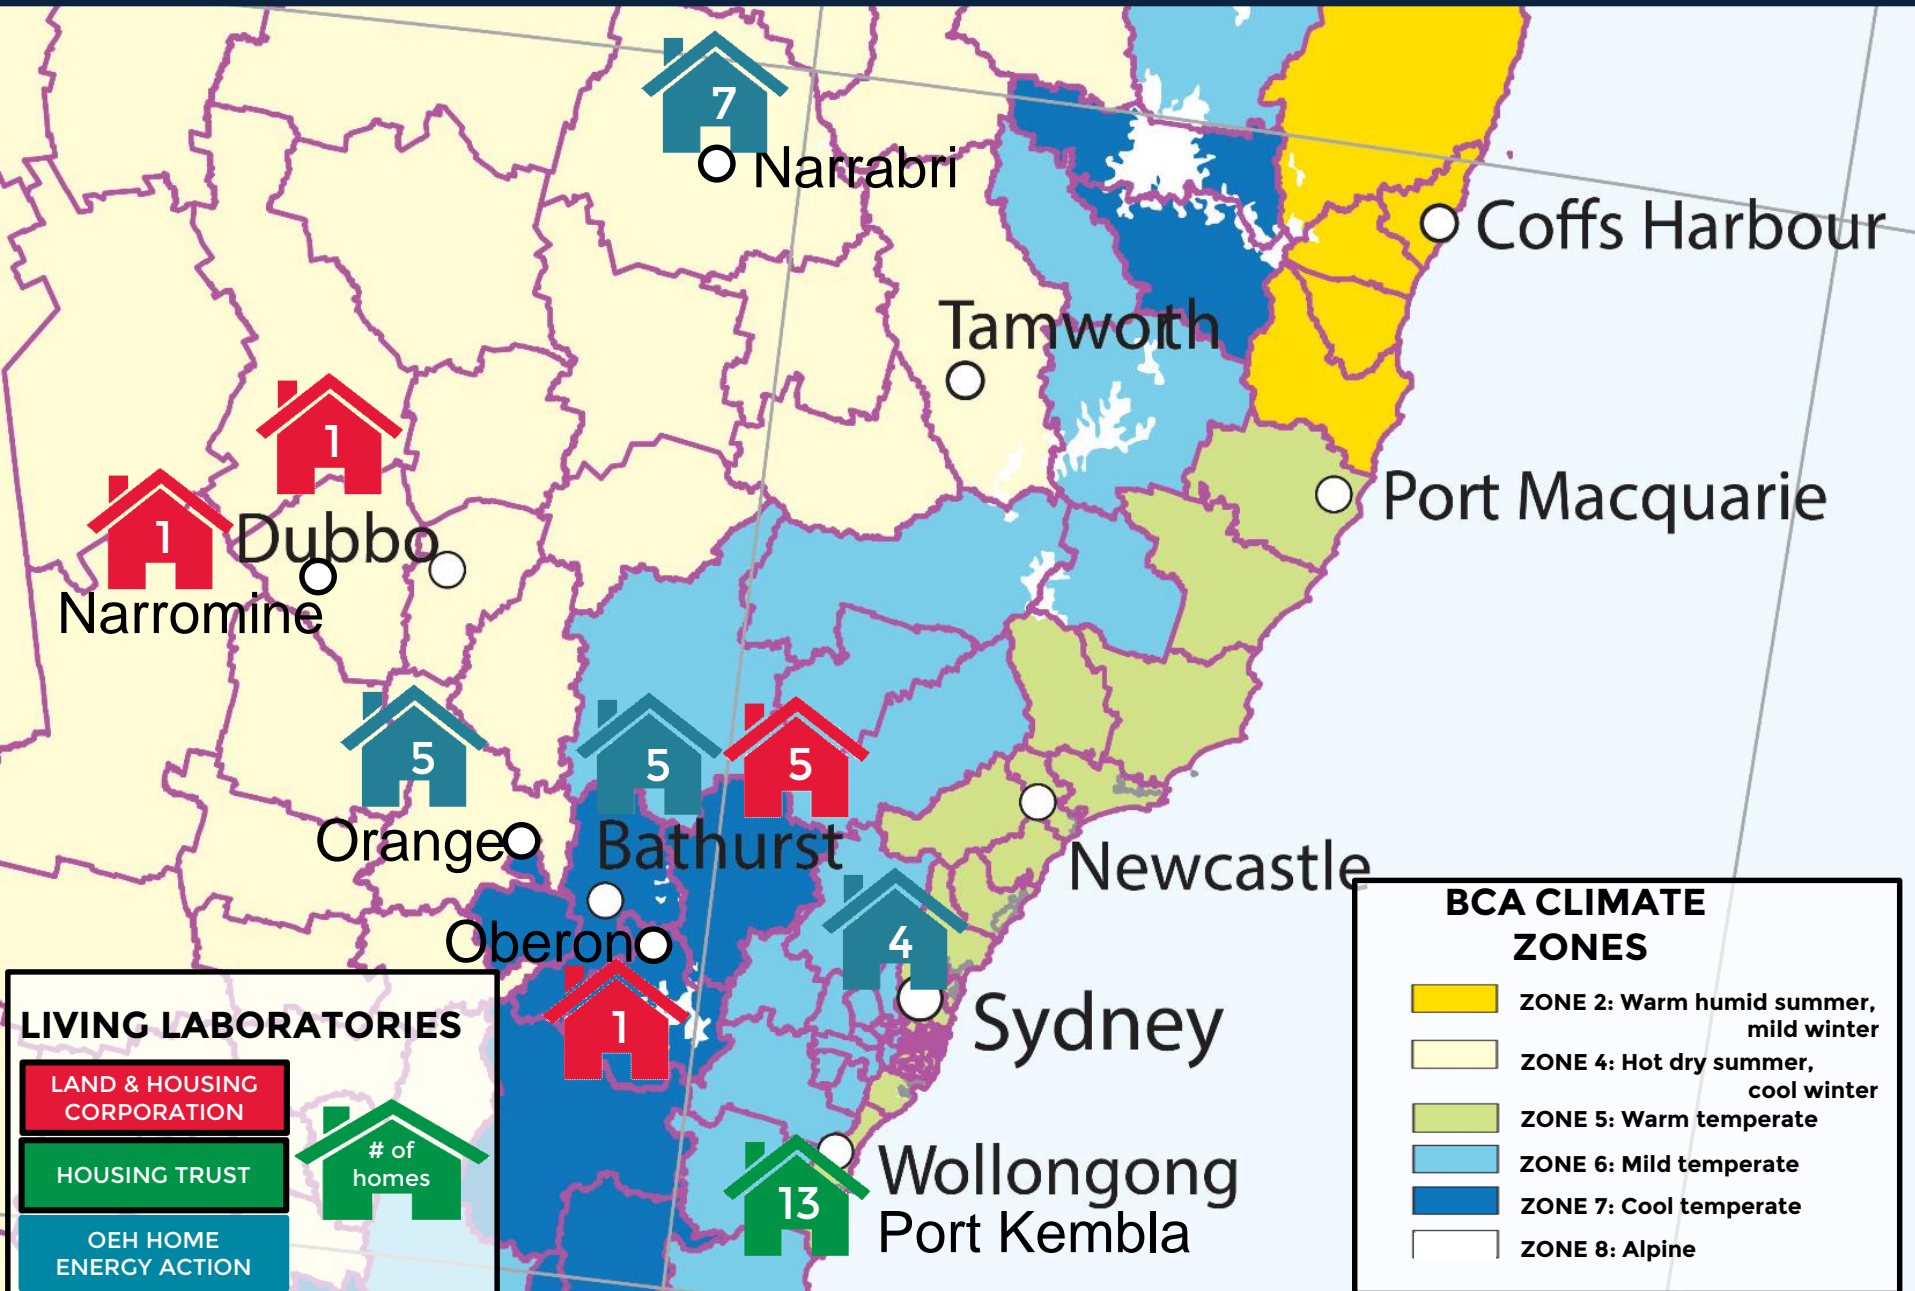 7
Narrabri
Coffs Harbour
Tamworth
1
1
Dubbo
Narromine
Port Macquarie
5
5
5
Orange
Bathurst
Newcastle
Oberon
4
1
Sydney
13
Wollongong
Port Kembla
LIVING LABORATORIES
LAND & HOUSING
CORPORATION
HOUSING TRUST
OEH HOME
ENERGY ACTION
# of
homes
BCA CLIMATE
ZONES
ZONE 2: Warm humid summer,
mild winter
ZONE 4: Hot dry summer,
cool winter
ZONE 5: Warm temperate
ZONE 6: Mild temperate
ZONE 7: Cool temperate
ZONE 8: Alpine